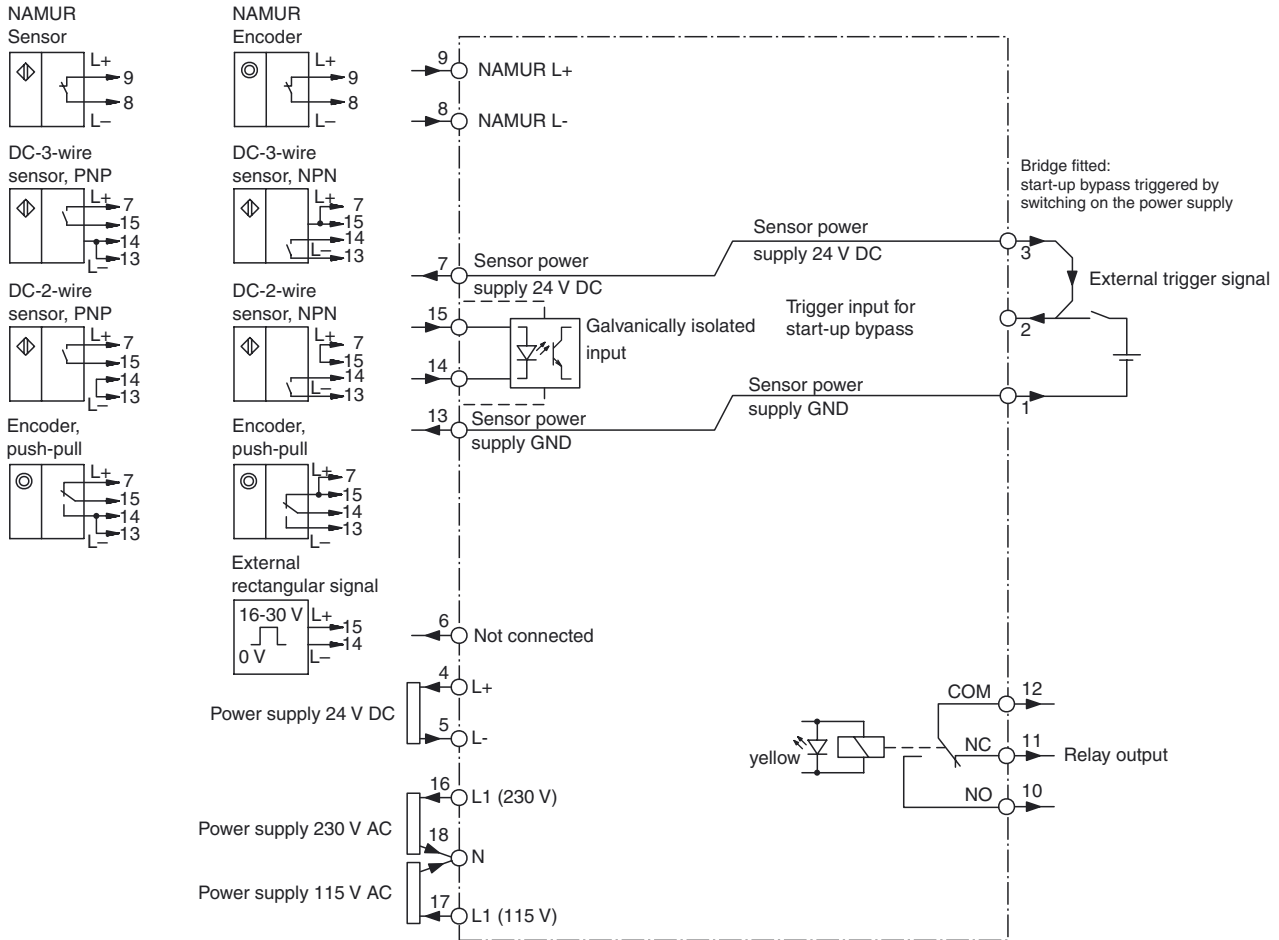 NAMUR
Sensor
L+
9
8
L–
NAMUR
Encoder
L+
9
8
L–
DC-3-wire
sensor, PNP
L+
7
15
14
13
L–
DC-3-wire
sensor, NPN
L+
7
15
14
L–
13
DC-2-wire
sensor, PNP
L+
7
15
14
13
L–
DC-2-wire
sensor, NPN
L+
7
15
14
L–
13
Encoder,
push-pull
L+
7
15
14
13
L–
Encoder,
push-pull
L+
7
15
14
13
L–
External
rectangular signal
16-30 V
0 V
L+
15
14
L–
9
NAMUR L+
8
NAMUR L-
7
Sensor power
supply 24 V DC
Sensor power
supply 24 V DC
15
14
Galvanically isolated
input
13
Sensor power
supply GND
Sensor power
supply GND
Trigger input for
start-up bypass
Bridge fitted:
start-up bypass triggered by
switching on the power supply
3
External trigger signal
2
1
6
Not connected
Power supply 24 V DC
4
L+
5
L-
Power supply 230 V AC
16
L1 (230 V)
18
N
Power supply 115 V AC
17
L1 (115 V)
yellow
COM
12
NC
11
Relay output
NO
10